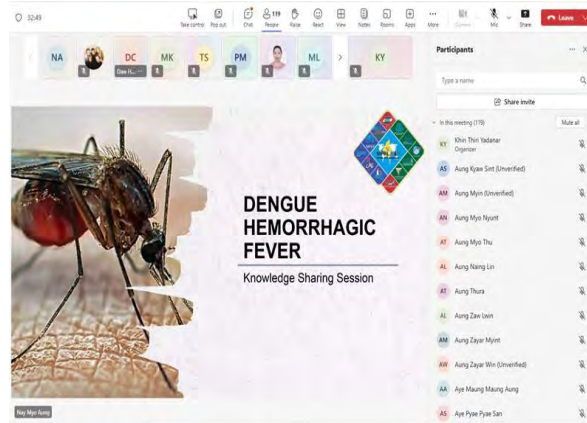 32:49
Take control
Pop out
Chat
119
People
Raise
React
View
Notes
Rooms
Apps
More
Mic
Share
Leave
NA
DC
MK
TS
PM
ML
KY
DENGUE
HEMORRHAGIC
FEVER
Knowledge Sharing Session
Nay Myo Aung
Participants
Type a name
Share invite
In this meeting (119)
Mute all
KY Khin Thin Yadanar
Organizer
AS Aung Kyaw Sint (Unverified)
AM Aung Myin (Unverified)
AN Aung Myo Nyunt
AT Aung Myo Thu
AL Aung Naing Lin
AT Aung Thura
AL Aung Zaw Lwin
AM Aung Zayar Myint
AW Aung Zayar Win (Unverified)
AA Aye Maung Maung Aung
AS Aye Pyae Pyae San